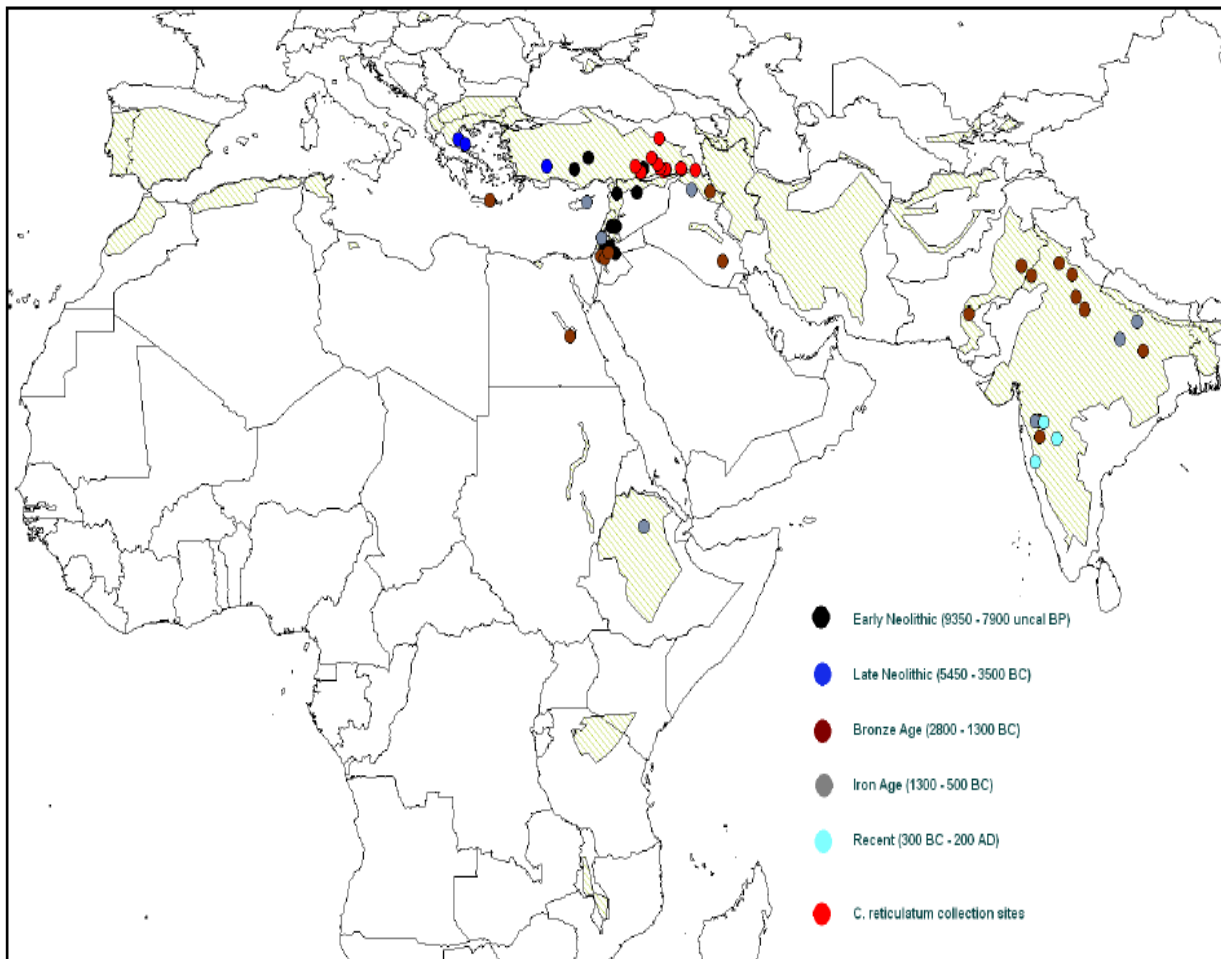 Early Neolithic (9350 - 7900 uncal BP)
Late Neolithic (5450 - 3500 BC)
Bronze Age (2800 - 1300 BC)
Iron Age (1300 - 500 BC)
Recent (300 BC - 200 AD)
C. reticulatum collection sites